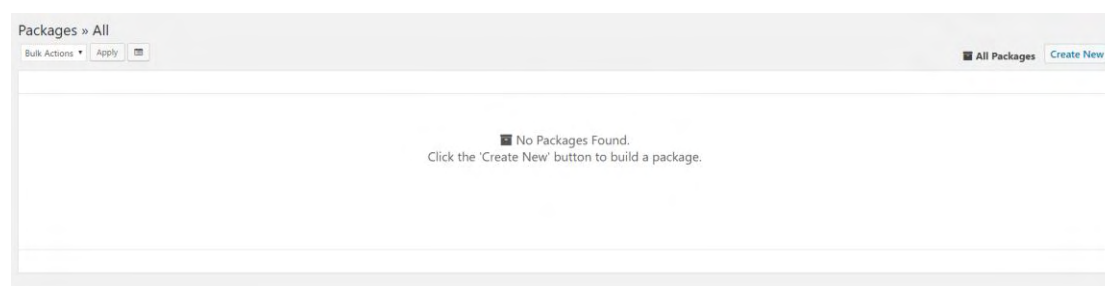 Packages » All
Bulk Actions Apply
All Packages Create New
No Packages Found.
Click the 'Create New' button to build a package.